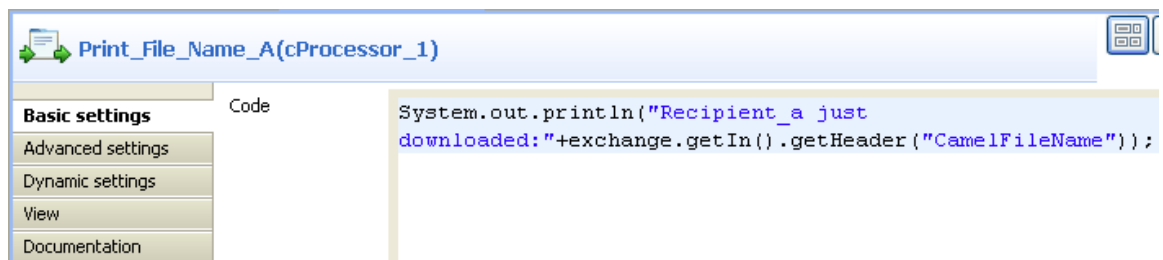 Print_File_Name_A(cProcessor_1)
Basic settings
Advanced settings
Dynamic settings
View
Documentation
Code
System.out.println("Recipient_a just
downloaded:"+exchange.getIn().getHeader("CamelFileName"));